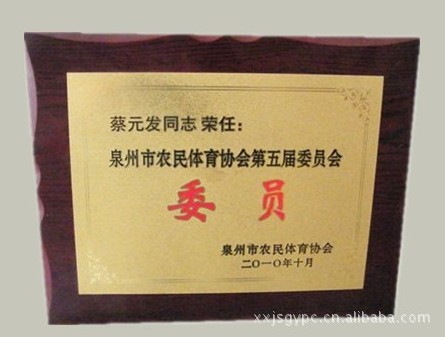 蔡元发同志 荣任：
泉州市农民体育协会第五届委员会
委 员
泉州市农民体育协会
二〇一〇年十月
xxjsgypc.cn.alibaba.com